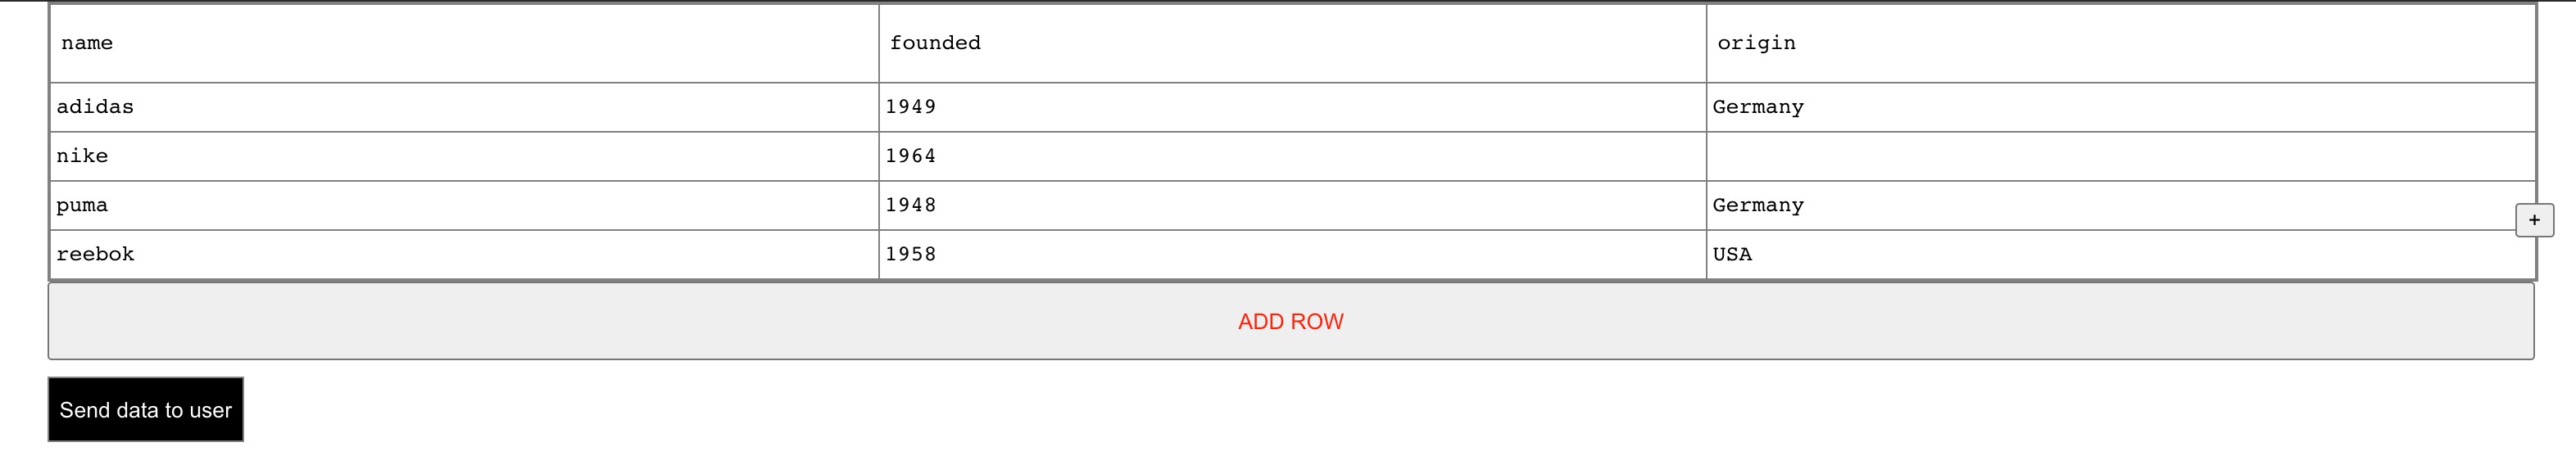 name founded origin
adidas 1949 Germany
nike 1964
puma 1948 Germany
+
reebok 1958 USA
ADD ROW
Send data to user